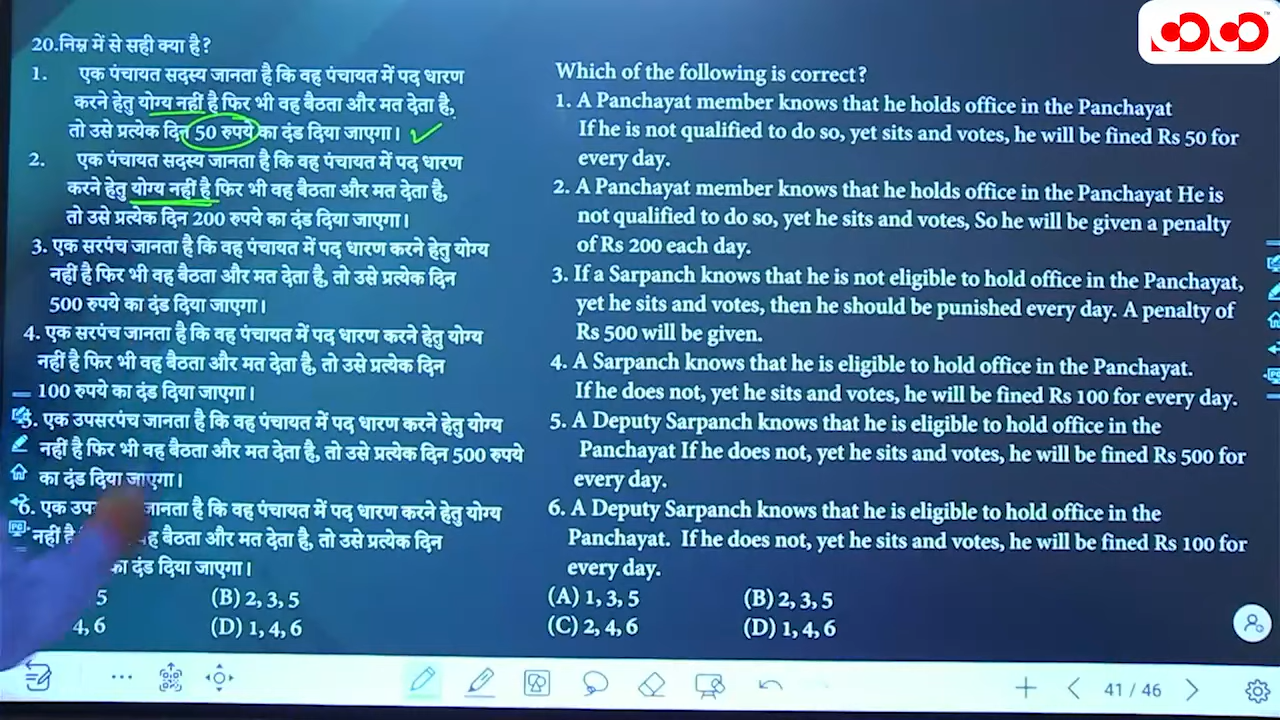 20.निम्न में से सही क्या है?
1. एक पंचायत सदस्य जानता है कि वह पंचायत में पद धारण
करने हेतु योग्य नहीं है फिर भी वह बैठता और मत देता है,
तो उसे प्रत्येक दिन 50 रुपये का दंड दिया जाएगा।
2. एक पंचायत सदस्य जानता है कि वह पंचायत में पद धारण
करने हेतु योग्य नहीं है फिर भी वह बैठता और मत देता है,
तो उसे प्रत्येक दिन 200 रुपये का दंड दिया जाएगा।
3. एक सरपंच जानता है कि वह पंचायत में पद धारण करने हेतु योग्य
नहीं है फिर भी वह बैठता और मत देता है, तो उसे प्रत्येक दिन
500 रुपये का दंड दिया जाएगा।
4. एक सरपंच जानता है कि वह पंचायत में पद धारण करने हेतु योग्य
नहीं है फिर भी वह बैठता और मत देता है, तो उसे प्रत्येक दिन
100 रुपये का दंड दिया जाएगा।
5. एक उपसरपंच जानता है कि वह पंचायत में पद धारण करने हेतु योग्य
नहीं है फिर भी वह बैठता और मत देता है, तो उसे प्रत्येक दिन 500 रुपये
का दंड दिया जाएगा।
6. एक जानता है कि वह पंचायत में पद धारण करने हेतु योग्य
नहीं है बैठता और मत देता है, तो उसे प्रत्येक दिन
का दंड दिया जाएगा।
5 (B) 2, 3, 5
4, 6 (D) 1, 4, 6
Which of the following is correct?
1. A Panchayat member knows that he holds office in the Panchayat
If he is not qualified to do so, yet sits and votes, he will be fined Rs 50 for
every day.
2. A Panchayat member knows that he holds office in the Panchayat He is
not qualified to do so, yet he sits and votes, So he will be given a penalty
of Rs 200 each day.
3. If a Sarpanch knows that he is not eligible to hold office in the Panchayat,
yet he sits and votes, then he should be punished every day. A penalty of
Rs 500 will be given.
4. A Sarpanch knows that he is eligible to hold office in the Panchayat.
If he does not, yet he sits and votes, he will be fined Rs 100 for every day.
5. A Deputy Sarpanch knows that he is eligible to hold office in the
Panchayat If he does not, yet he sits and votes, he will be fined Rs 500 for
every day.
6. A Deputy Sarpanch knows that he is eligible to hold office in the
Panchayat. If he does not, yet he sits and votes, he will be fined Rs 100 for
every day.
(A) 1, 3, 5 (B) 2, 3, 5
(C) 2, 4, 6 (D) 1, 4, 6
41 / 46